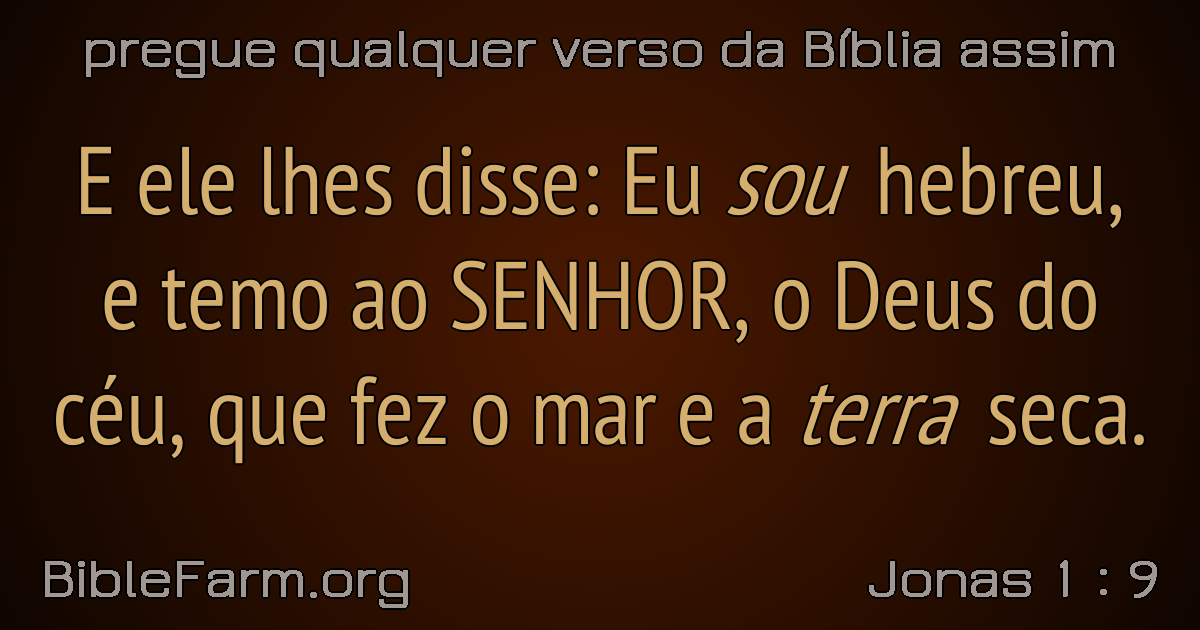 pregue qualquer verso da Bíblia assim
E ele lhes disse: Eu sou hebreu,
e temo ao SENHOR, o Deus do
céu, que fez o mar e a terra seca.
BibleFarm.org
Jonas 1 : 9